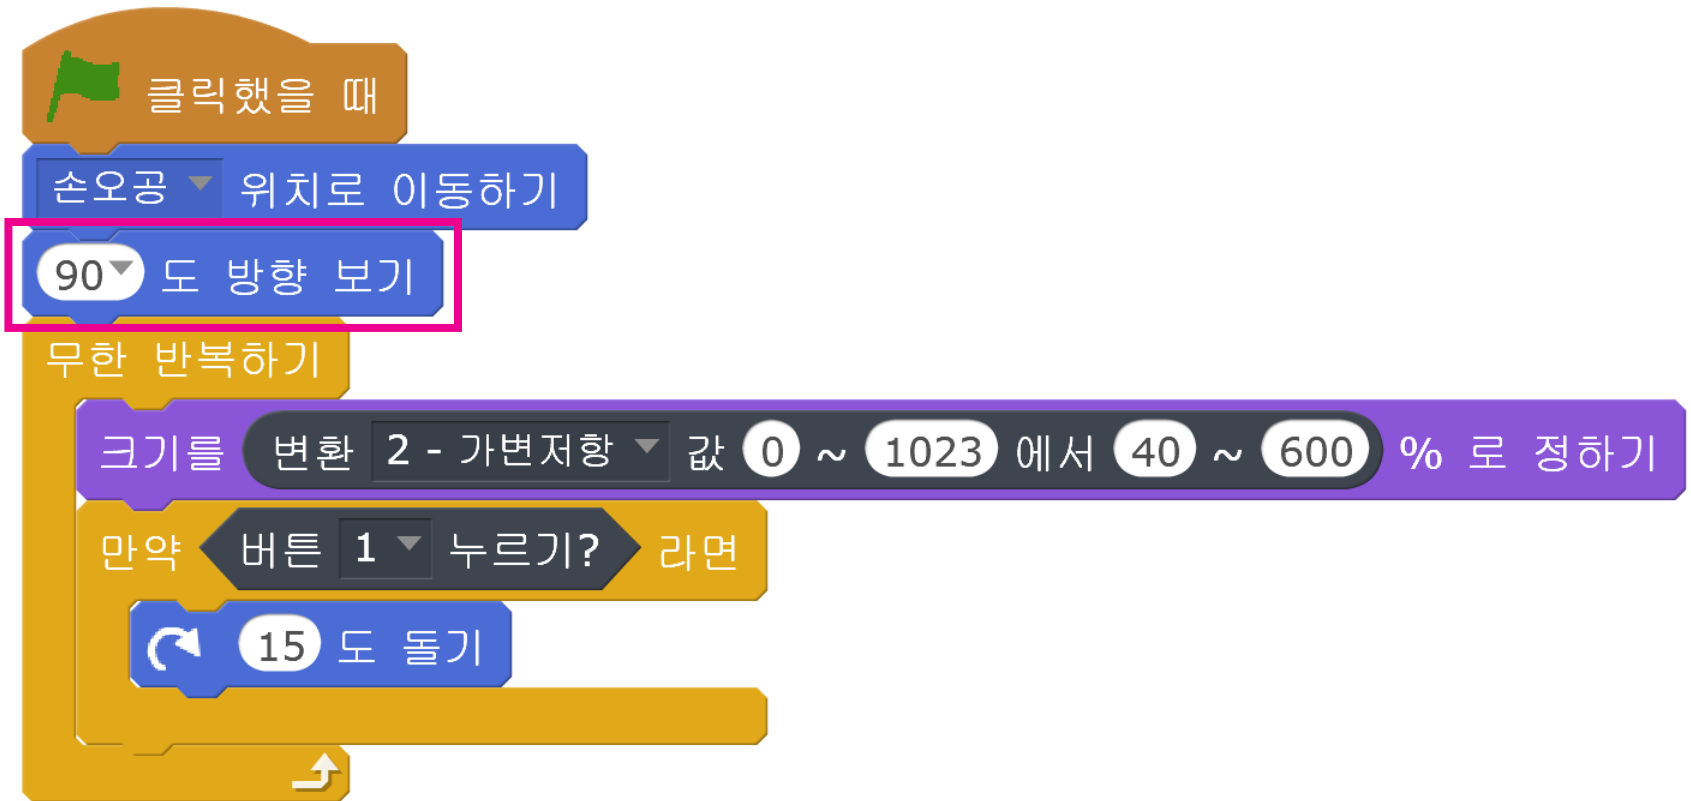 클릭했을 때
손오공 위치로 이동하기
90 도 방향 보기
무한 반복하기
크기를 변환 2 - 가변저항 값 0 ~ 1023 에서 40 ~ 600 % 로 정하기
만약 버튼 1 누르기? 라면
15 도 돌기